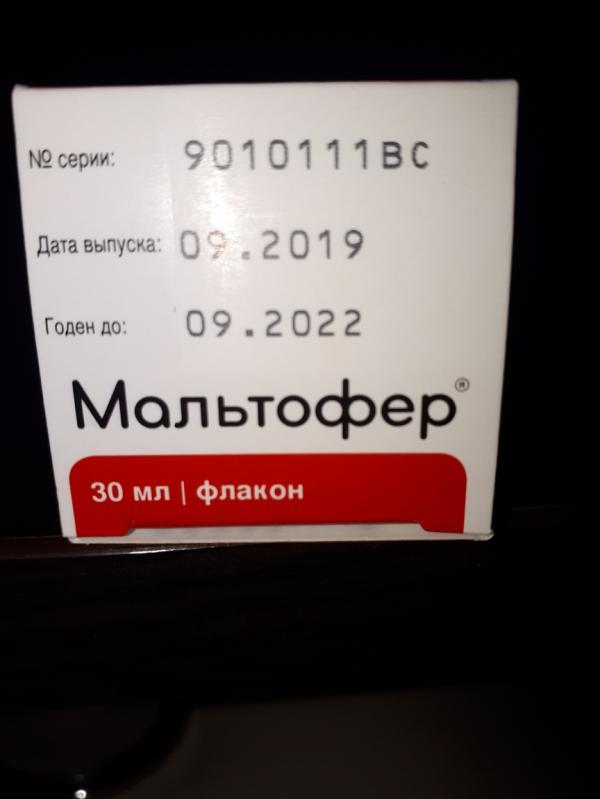 № серии: 9010111BC
Дата выпуска: 09.2019
Годен до: 09.2022
Мальтофер®
30 мл | флакон